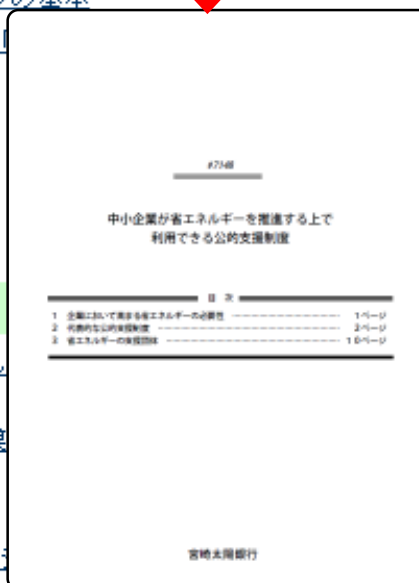 の基本
#7148
中小企業が省エネルギーを推進する上で
利用できる公的支援制度
目 次
1 企業において高まる省エネルギーの必要性 1ページ
2 代表的な公的支援制度 2ページ
3 省エネルギーの支援団体 10ページ
宮崎太陽銀行